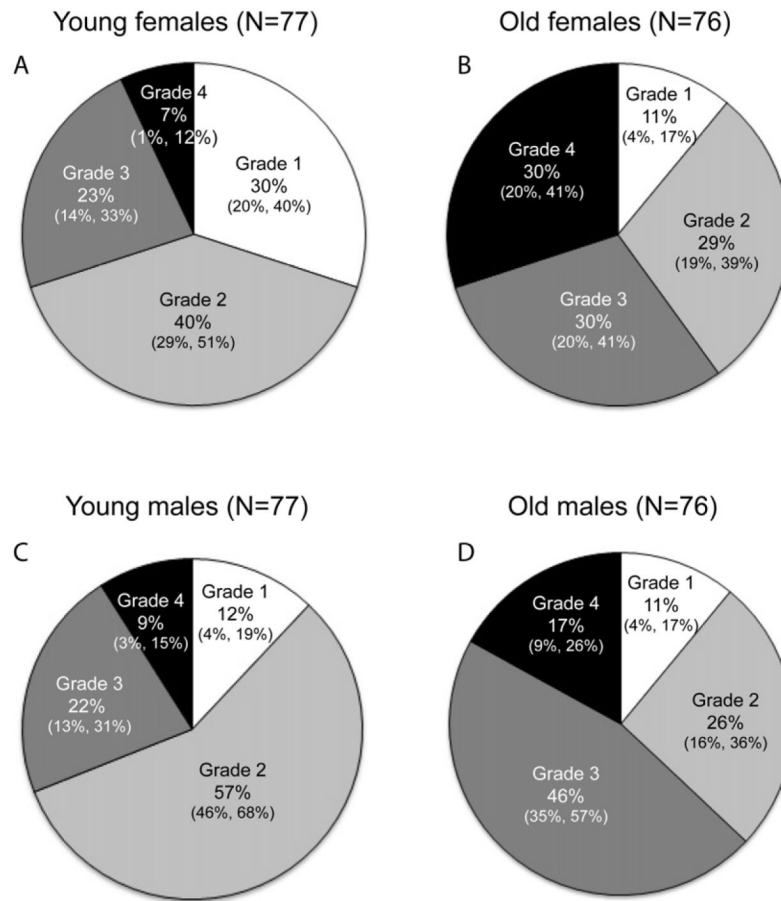 Young females (N=77)
A
Grade 4
7%
(1%, 12%)
Grade 1
30%
(20%, 40%)
Grade 3
23%
(14%, 33%)
Grade 2
40%
(29%, 51%)
Old females (N=76)
B
Grade 1
11%
(4%, 17%)
Grade 4
30%
(20%, 41%)
Grade 2
29%
(19%, 39%)
Grade 3
30%
(20%, 41%)
Young males (N=77)
C
Grade 4
9%
(3%, 15%)
Grade 1
12%
(4%, 19%)
Grade 3
22%
(13%, 31%)
Grade 2
57%
(46%, 68%)
Old males (N=76)
D
Grade 4
17%
(9%, 26%)
Grade 1
11%
(4%, 17%)
Grade 2
26%
(16%, 36%)
Grade 3
46%
(35%, 57%)